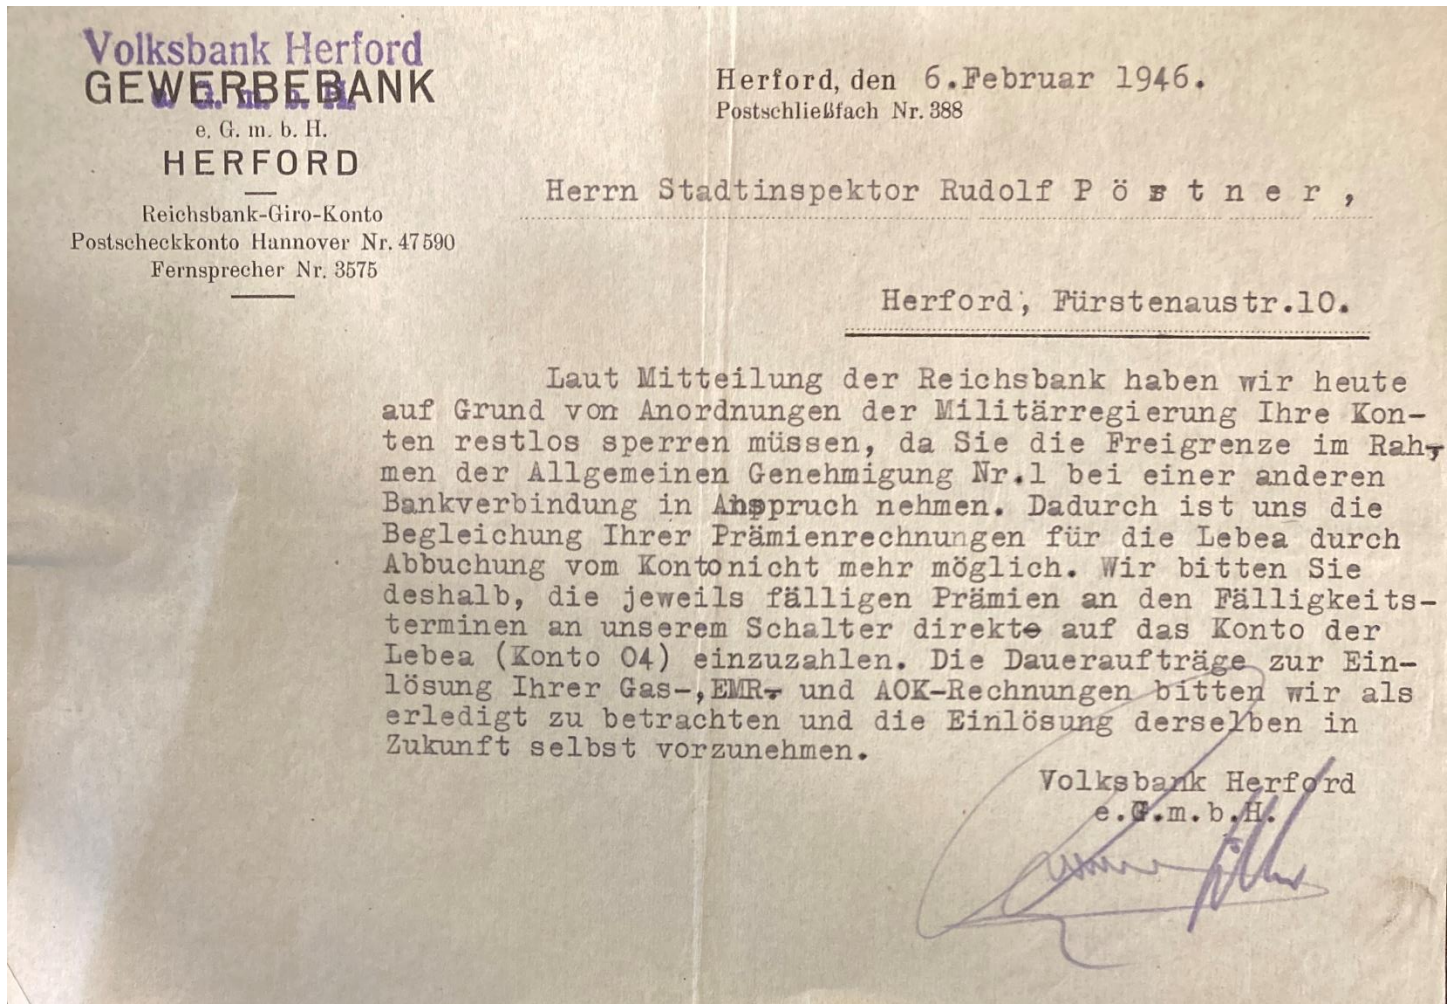 Volksbank Herford
GEWERBEBANK
e. G. m. b. H.
e. G. m. b. H.
HERFORD
Reichsbank-Giro-Konto
Postscheckkonto Hannover Nr. 47590
Fernsprecher Nr. 3575
Herford, den 6.Februar 1946.
Postschließfach Nr. 388
Herrn Stadtinspektor Rudolf P ö s t n e r ,
Herford, Fürstenaustr.10.
Laut Mitteilung der Reichsbank haben wir heute
auf Grund von Anordnungen der Militärregierung Ihre Kon-
ten restlos sperren müssen, da Sie die Freigrenze im Rah-
men der Allgemeinen Genehmigung Nr.1 bei einer anderen
Bankverbindung in Anspruch nehmen. Dadurch ist uns die
Begleichung Ihrer Prämienrechnungen für die Lebea durch
Abbuchung vom Konto nicht mehr möglich. Wir bitten Sie
deshalb, die jeweils fälligen Prämien an den Fälligkeits-
terminen an unserem Schalter direkt auf das Konto der
Lebea (Konto 04) einzuzahlen. Die Daueraufträge zur Ein-
lösung Ihrer Gas-,EMR- und AOK-Rechnungen bitten wir als
erledigt zu betrachten und die Einlösung derselben in
Zukunft selbst vorzunehmen.
Volksbank Herford
e.G.m.b.H.